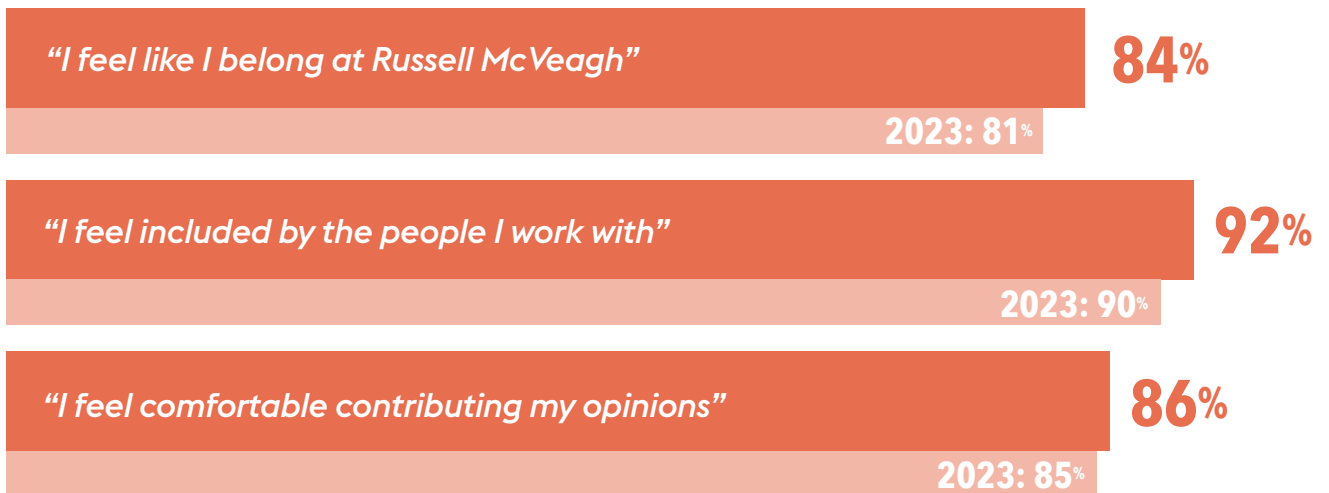 “I feel like I belong at Russell McVeagh”
84%
2023: 81%
“I feel included by the people I work with”
92%
2023: 90%
“I feel comfortable contributing my opinions”
86%
2023: 85%